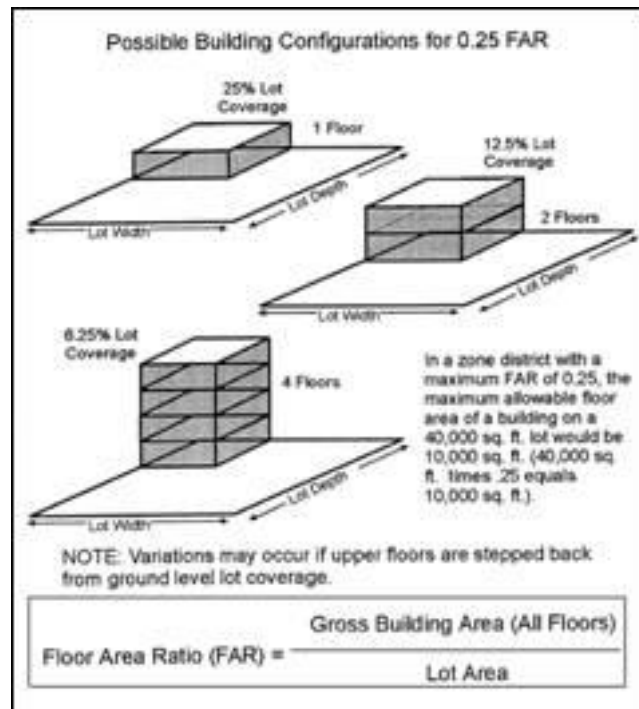 Possible Building Configurations for 0.25 FAR
25% Lot
Coverage
1 Floor
Lot Depth
Lot Width
12.5% Lot
Coverage
2 Floors
Lot Depth
Lot Width
6.25% Lot
Coverage
4 Floors
Lot Depth
Lot Width
In a zone district with a
maximum FAR of 0.25, the
maximum allowable floor
area of a building on a
40,000 sq. ft. lot would be
10,000 sq. ft. (40,000 sq.
ft. times .25 equals
10,000 sq. ft.).
NOTE: Variations may occur if upper floors are stepped back
from ground level lot coverage.
Floor Area Ratio (FAR) =
Gross Building Area (All Floors)
Lot Area